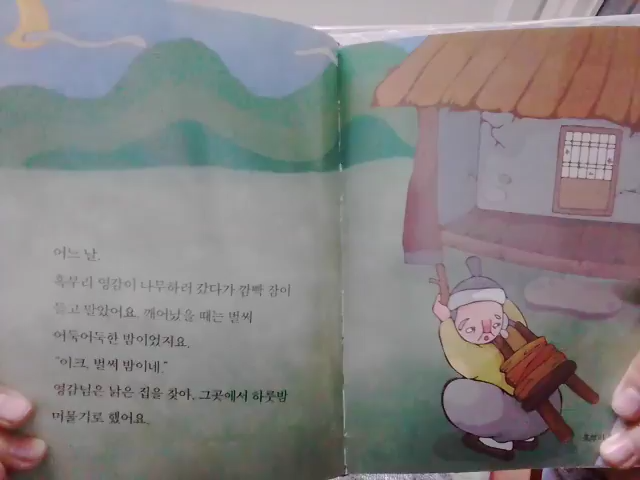 어느 날,
혹부리 영감이 나무하러 갔다가 깜빡 잠이
들고 말았어요. 깨어났을 때는 벌써
어둑어둑한 밤이었지요.
"이크, 벌써 밤이네."
영감님은 낡은 집을 찾아, 그곳에서 하룻밤
머물기로 했어요.